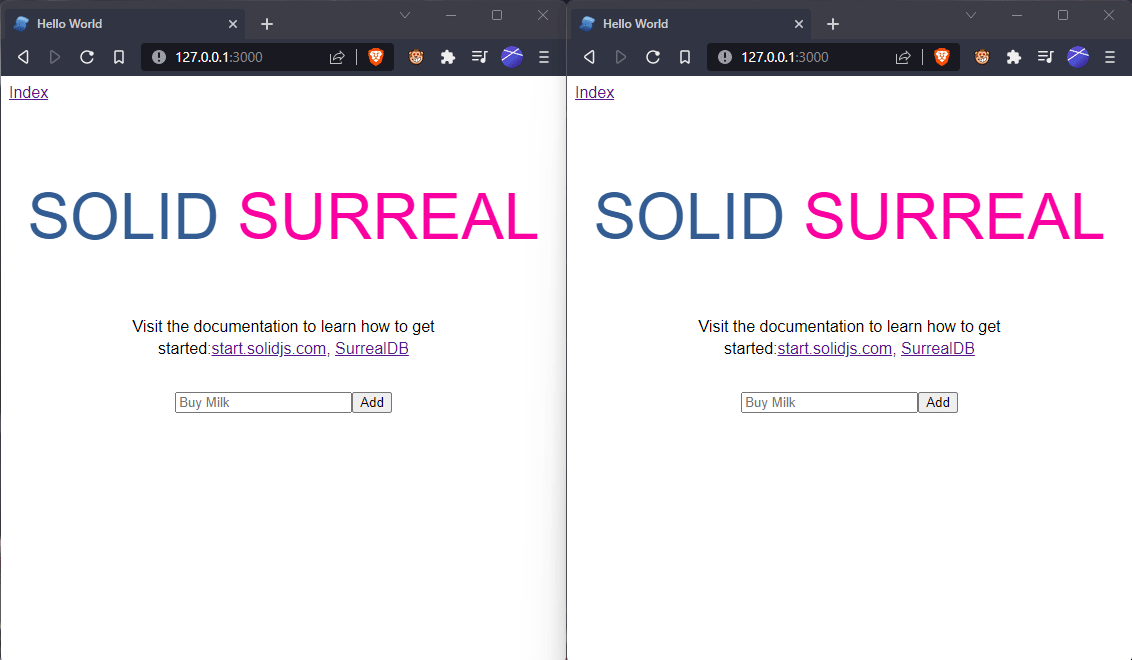 Hello World
127.0.0.1:3000
Index
SOLID SURREAL
Visit the documentation to learn how to get
started:start.solidjs.com, SurrealDB
Buy Milk Add
Hello World
127.0.0.1:3000
Index
SOLID SURREAL
Visit the documentation to learn how to get
started:start.solidjs.com, SurrealDB
Buy Milk Add